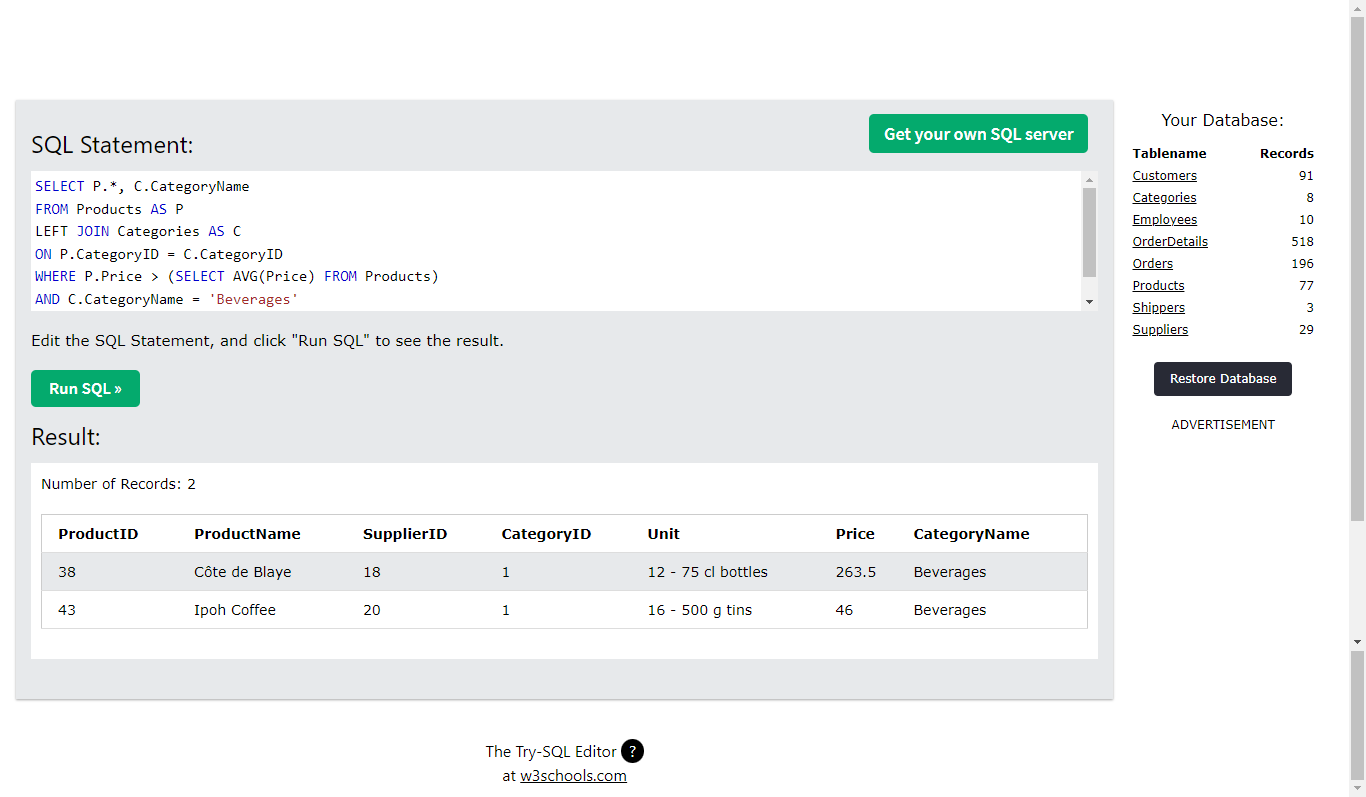 SQL Statement:
Get your own SQL server
SELECT P.*, C.CategoryName
FROM Products AS P
LEFT JOIN Categories AS C
ON P.CategoryID = C.CategoryID
WHERE P.Price > (SELECT AVG(Price) FROM Products)
AND C.CategoryName = 'Beverages'
Edit the SQL Statement, and click "Run SQL" to see the result.
Run SQL »
Result:
Number of Records: 2
ProductID ProductName SupplierID CategoryID Unit Price CategoryName
38 Côte de Blaye 18 1 12 - 75 cl bottles 263.5 Beverages
43 Ipoh Coffee 20 1 16 - 500 g tins 46 Beverages
Your Database:
Tablename Records
Customers 91
Categories 8
Employees 10
OrderDetails 518
Orders 196
Products 77
Shippers 3
Suppliers 29
Restore Database
ADVERTISEMENT
The Try-SQL Editor ?
at w3schools.com